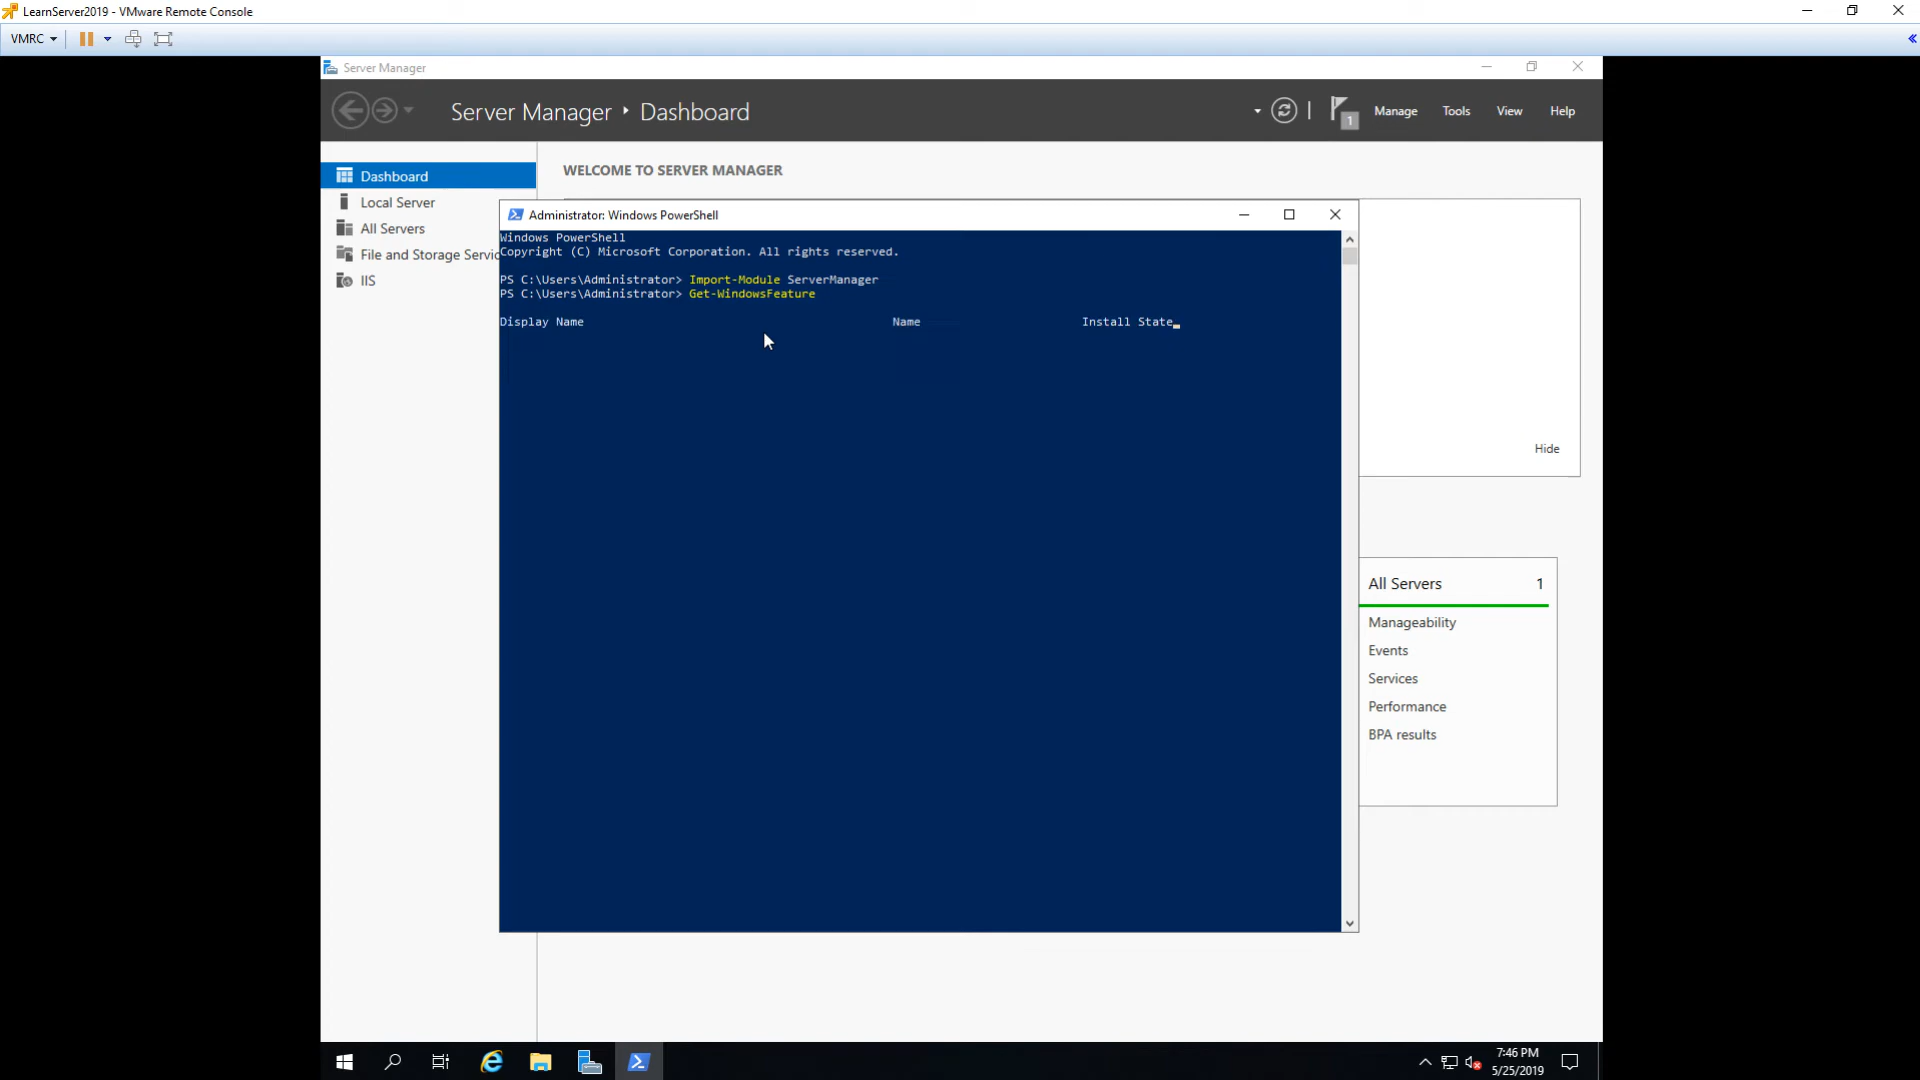 LearnServer2019 - VMware Remote Console
VMRC
Server Manager
Server Manager Dashboard
1
Manage Tools View Help
Dashboard
Local Server
All Servers
File and Storage Servic
IIS
WELCOME TO SERVER MANAGER
Administrator: Windows PowerShell
Windows PowerShell
Copyright (C) Microsoft Corporation. All rights reserved.
PS C:\Users\Administrator> Import-Module ServerManager
PS C:\Users\Administrator> Get-WindowsFeature
Display Name Name Install State
Hide
All Servers 1
Manageability
Events
Services
Performance
BPA results
7:46 PM
5/25/2019